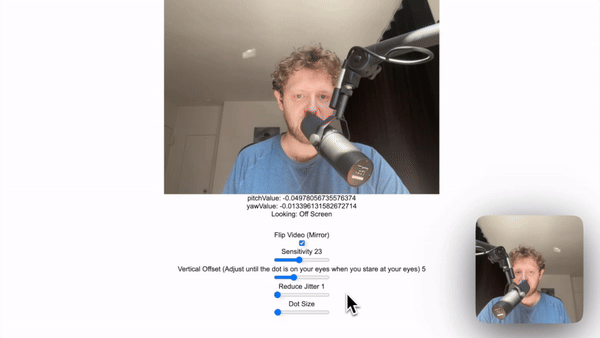 pitchValue: -0.04978056735576374
yawValue: -0.013396131582672714
Looking: Off Screen
Flip Video (Mirror)
Sensitivity 23
Vertical Offset (Adjust until the dot is on your eyes when you stare at your eyes) 5
Reduce Jitter 1
Dot Size